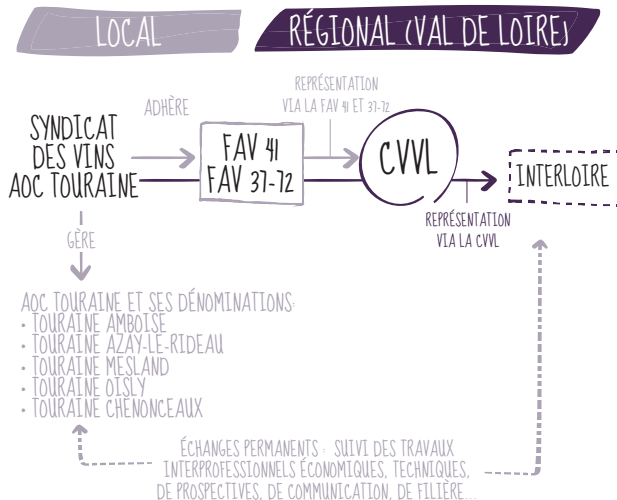 LOCAL
RÉGIONAL (VAL DE LOIRE)
REPRÉSENTATION
VIA LA FAV 41 ET 37-72
ADHÈRE
SYNDICAT
DES VINS
AOC TOURAINE
FAV 41
FAV 37-72
CVVL
INTERLOIRE
REPRÉSENTATION
VIA LA CVVL
GÈRE
AOC TOURAINE ET SES DÉNOMINATIONS:
• TOURAINE AMBOISE
• TOURAINE AZAY-LE-RIDEAU
• TOURAINE MESLAND
• TOURAINE OISLY
• TOURAINE CHENONCEAUX
ÉCHANGES PERMANENTS : SUIVI DES TRAVAUX
INTERPROFESSIONNELS ÉCONOMIQUES, TECHNIQUES,
DE PROSPECTIVES, DE COMMUNICATION, DE FILIÈRE...